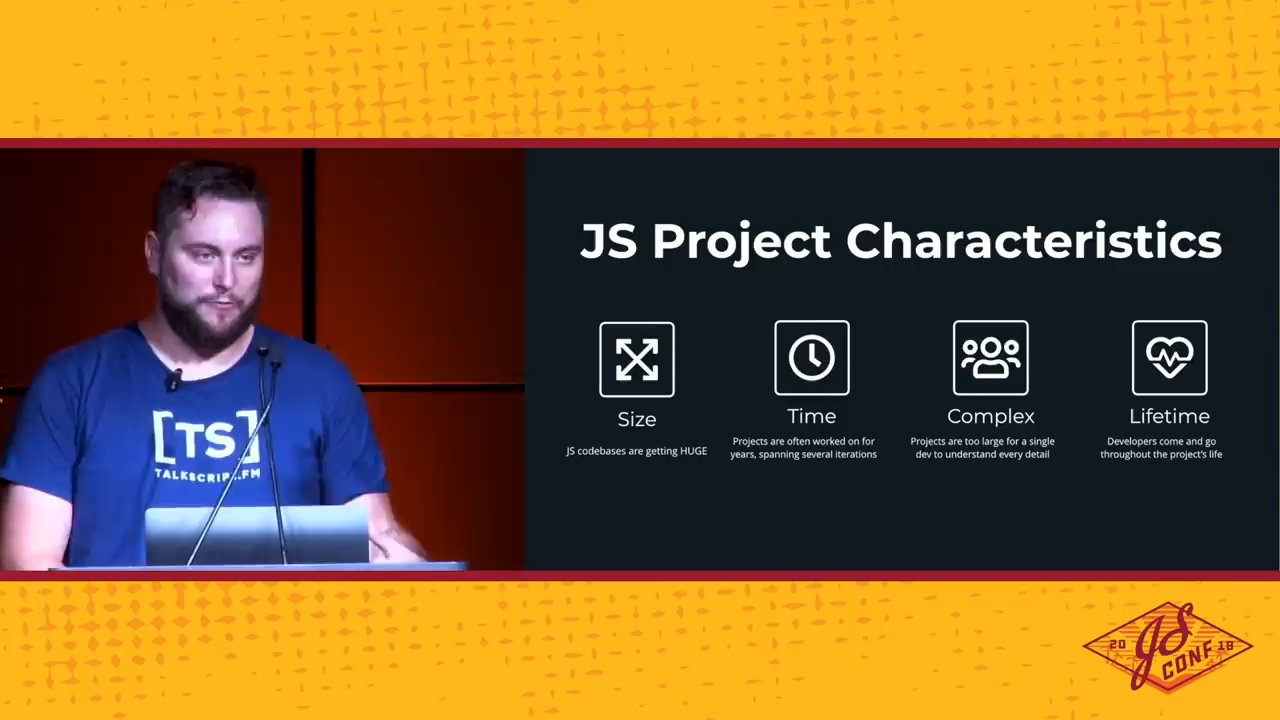 [TS]
TALKSCRIPT.FM
JS Project Characteristics
Size
JS codebases are getting HUGE
Time
Projects are often worked on for
years, spanning several iterations
Complex
Projects are too large for a single
dev to understand every detail
Lifetime
Developers come and go
throughout the project's life
20 JS 18
CONF